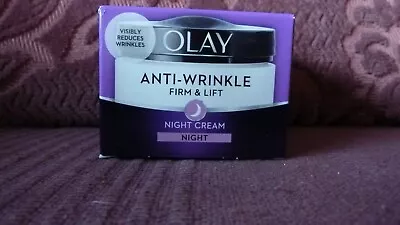 VISIBLY
REDUCES
WRINKLES
OLAY
ANTI-WRINKLE
FIRM & LIFT
NIGHT CREAM
NIGHT